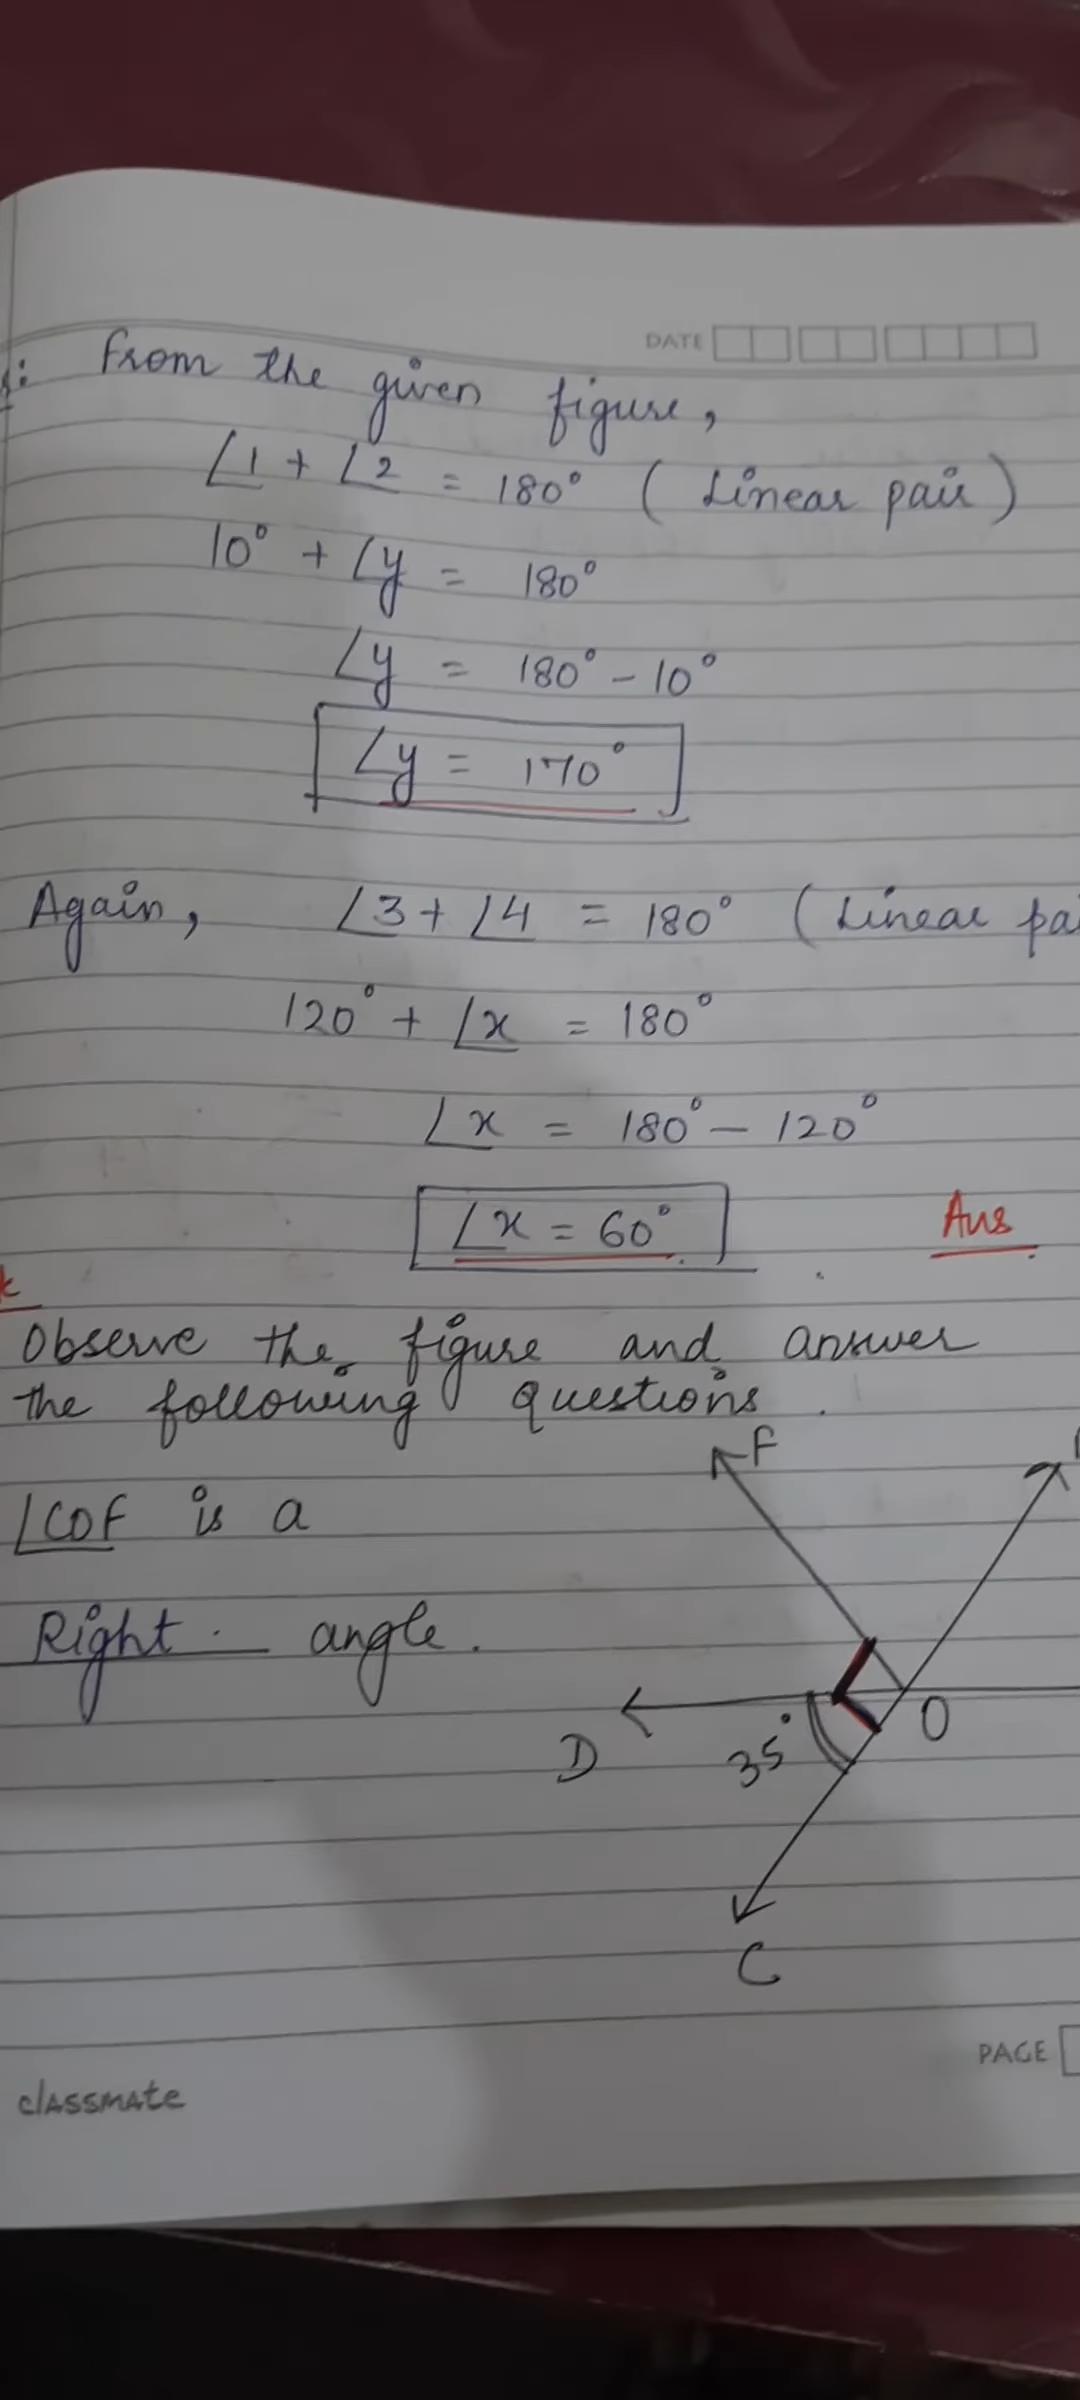 DATE
From the given figure,
∠1 + ∠2 = 180° (Linear pair)
10° + ∠y = 180°
∠y = 180° - 10°
∠y = 170°
Again, ∠3 + ∠4 = 180° (Linear pa
120° + ∠x = 180°
∠x = 180° - 120°
∠x = 60°
Ans
Observe the figure and answer
the following questions.
F
∠COF is a
Right angle.
O
D
35°
C
PAGE
classmate